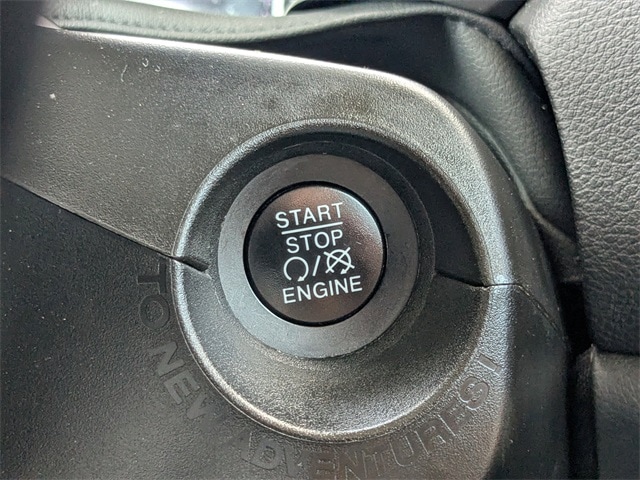 START
STOP
/
ENGINE
TO NEW ADVENTURES!